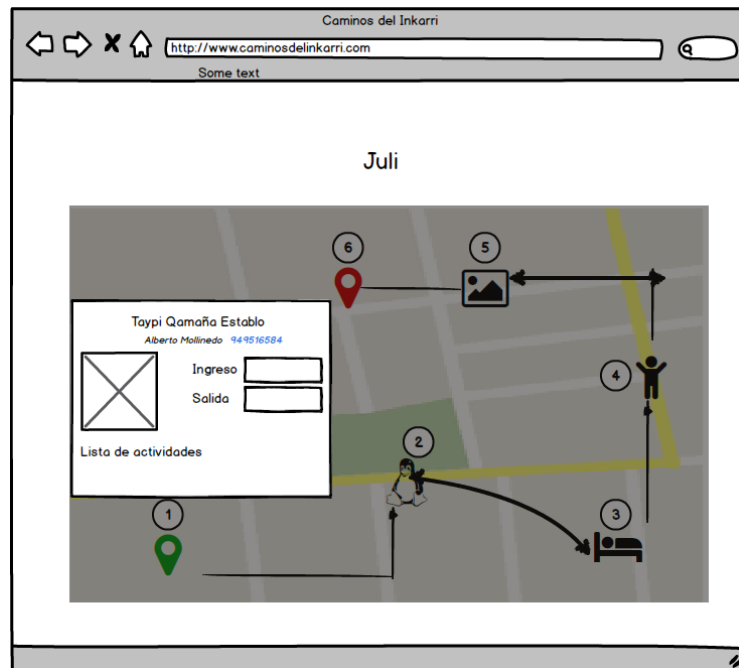 Caminos del Inkarri
http://www.caminosdelinkarri.com
Some text
Juli
6
5
Taypi Qamaña Establo
Alberto Mollinedo 949516584
Ingreso
Salida
4
Lista de actividades
2
1
3